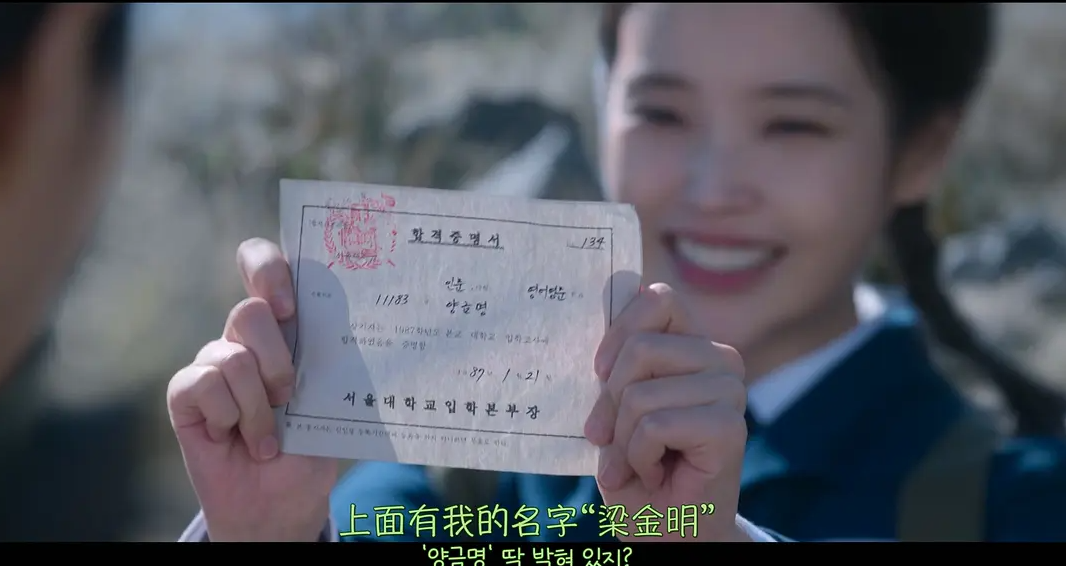 합격증명서
134
인문
영어영문
11183
양금명
상기자는 1987학년도 본교 대학교 입학고사에
합격하였음을 증명함
87 1 21
서울대학교입학본부장
上面有我的名字“梁金明”
'양금명' 딱 박혀 있지?